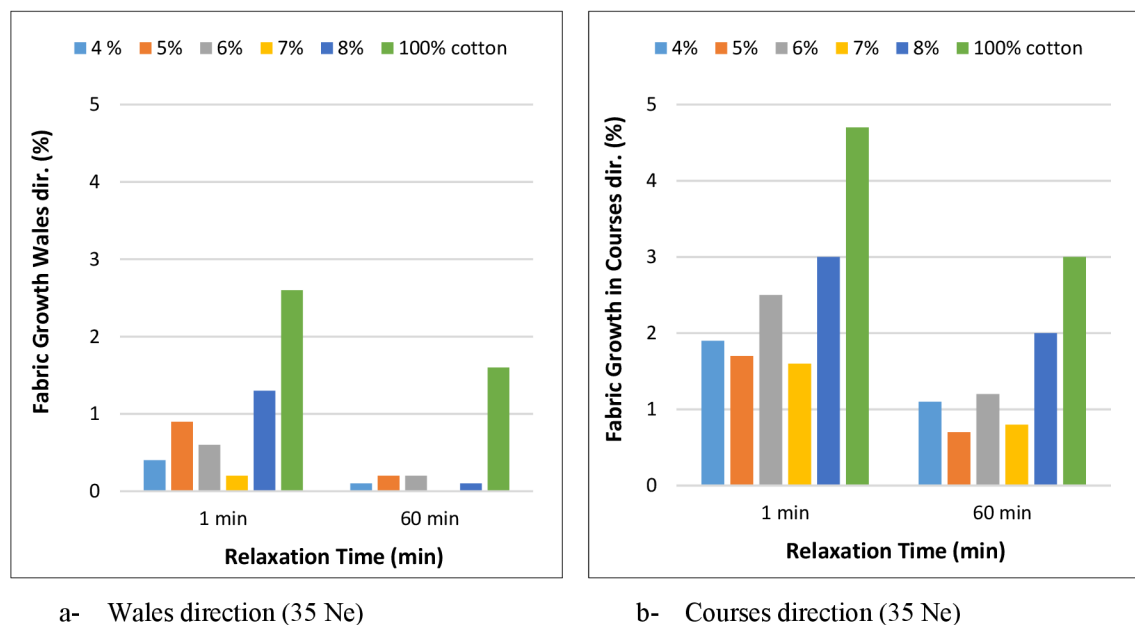 4 % 5% 6% 7% 8% 100% cotton
Fabric Growth Wales dir. (%)
5
4
3
2
1
0
1 min 60 min
Relaxation Time (min)
a- Wales direction (35 Ne)
4% 5% 6% 7% 8% 100% cotton
Fabric Growth in Courses dir. (%)
5
4
3
2
1
0
1 min 60 min
Relaxation Time (min)
b- Courses direction (35 Ne)